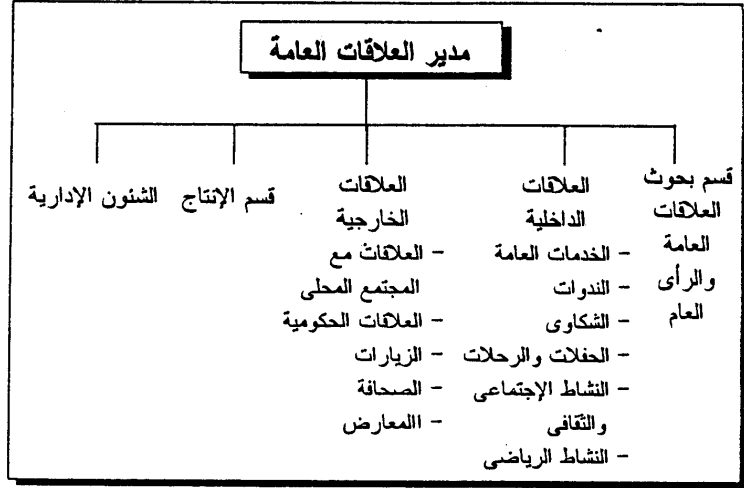 مدير العلاقات العامة
قسم بحوث
العلاقات
العامة
والرأى
العام
العلاقات
الداخلية
- الخدمات العامة
- الندوات
- الشكاوى
- الحفلات والرحلات
- النشاط الإجتماعى
والثقافى
- النشاط الرياضى
العلاقات
الخارجية
- العلاقات مع
المجتمع المحلى
- العلاقات الحكومية
- الزيارات
- الصحافة
- االمعارض
قسم الإنتاج
الشئون الإدارية